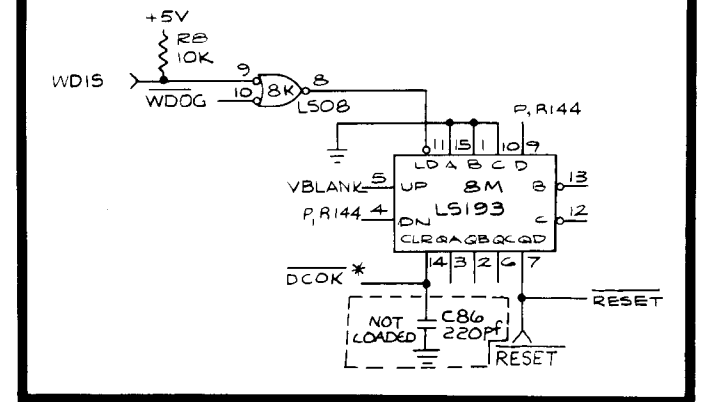 +5V
R8
10K
WDIS
9
8
8K
10
WDOG
LS08
P,R144
11 15 1 10 9
LD A B C D
VBLANK 5 UP 8M B 13
P,R144 4 DN LS193 C 12
CLR QA QB QC QD
14 3 2 6 7
DCOK *
RESET
NOT LOADED
C86
220pf
RESET